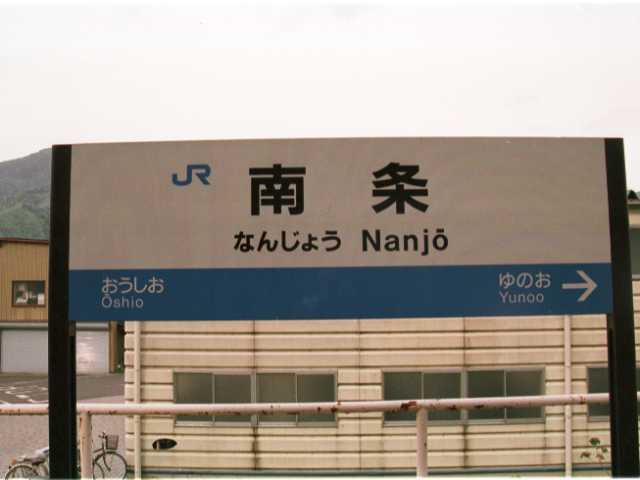 JR 南条
なんじょう Nanjō
おうしお
Ōshio
ゆのお →
Yunoo